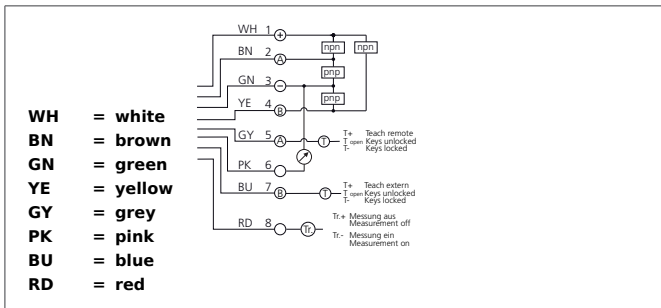 WH 1 +
npn npn
BN 2 A
pnp
GN 3 −
pnp
YE 4 B
WH = white
BN = brown
GN = green
YE = yellow
GY = grey
PK = pink
BU = blue
RD = red
GY 5 A T
T+ Teach remote
T open Keys unlocked
T- Keys locked
PK 6
BU 7 B T
T+ Teach extern
T open Keys unlocked
T- Keys locked
RD 8 Tr.
Tr.+ Messung aus
Measurement off
Tr.- Messung ein
Measurement on